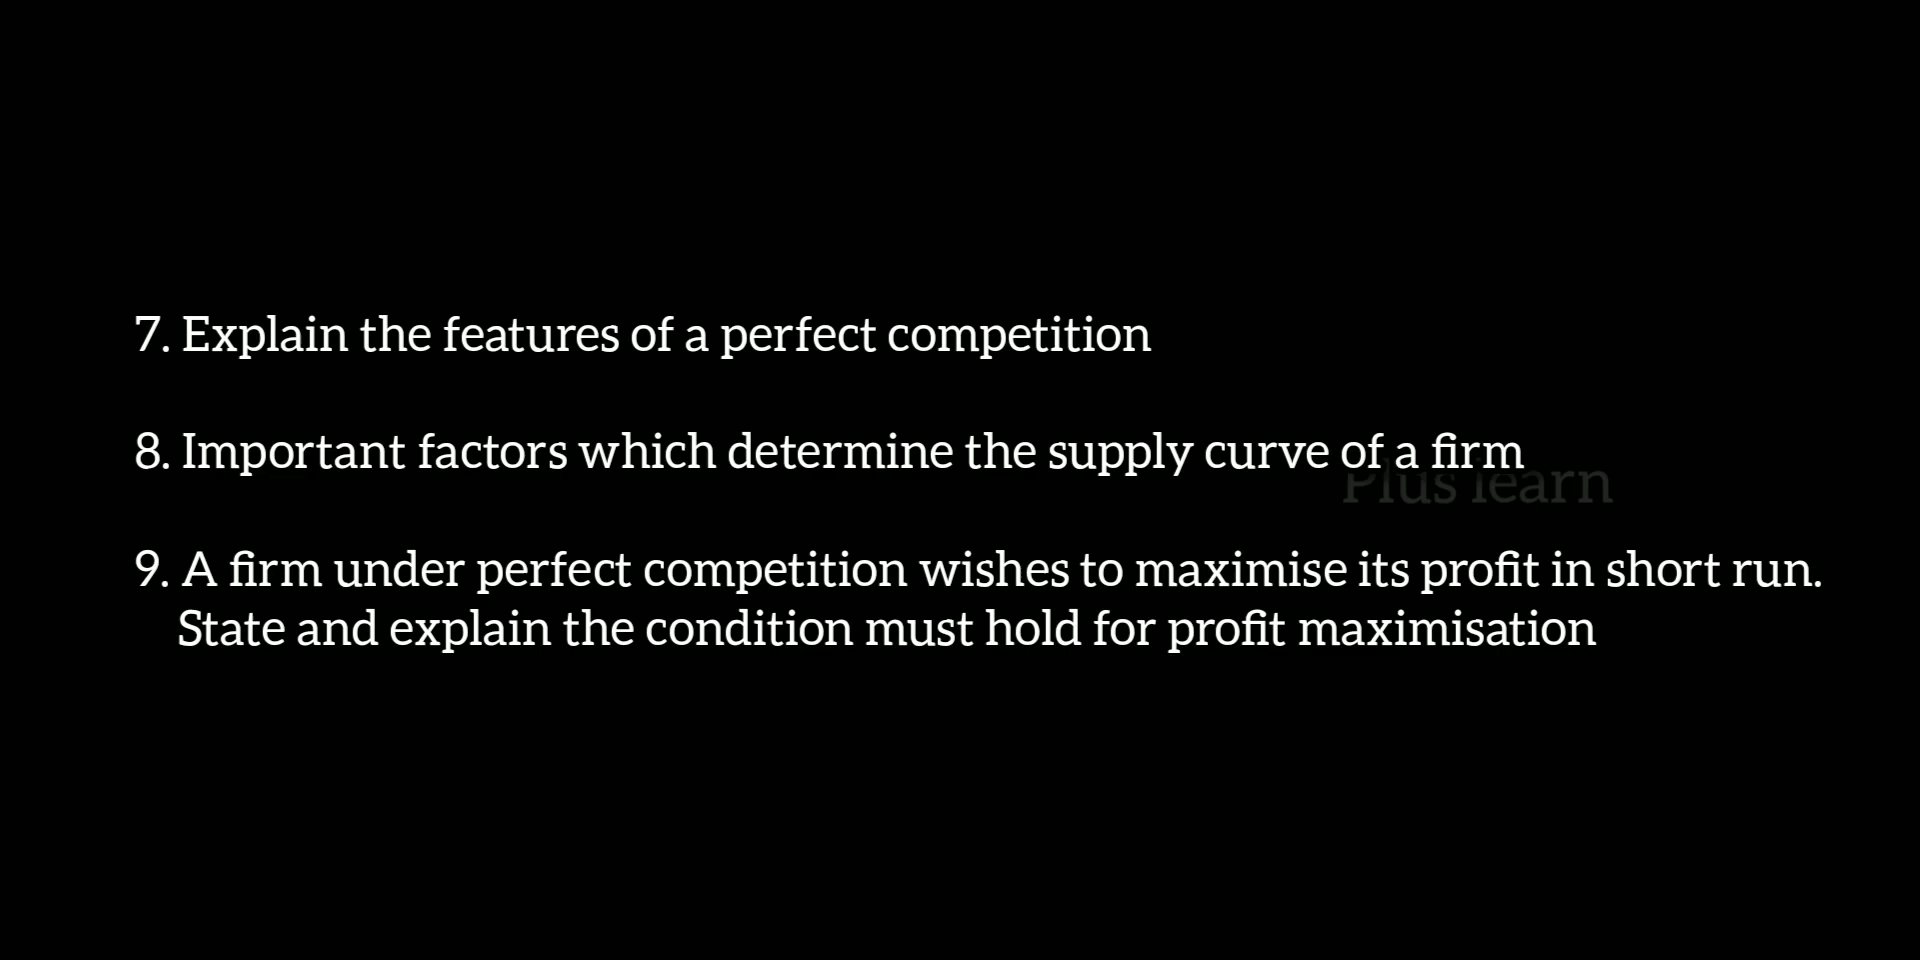 7. Explain the features of a perfect competition
8. Important factors which determine the supply curve of a firm
Plus learn
9. A firm under perfect competition wishes to maximise its profit in short run.
State and explain the condition must hold for profit maximisation